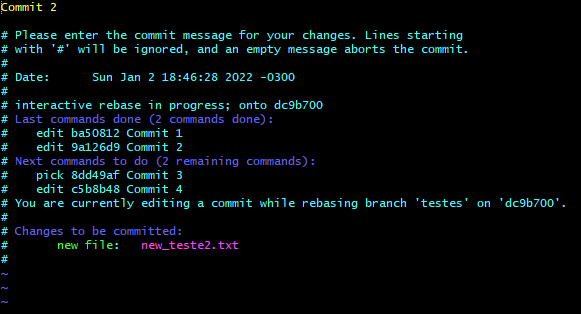 Commit 2

# Please enter the commit message for your changes. Lines starting
# with '#' will be ignored, and an empty message aborts the commit.
#
# Date:      Sun Jan 2 18:46:28 2022 -0300
#
# interactive rebase in progress; onto dc9b700
# Last commands done (2 commands done):
#    edit ba50812 Commit 1
#    edit 9a126d9 Commit 2
# Next commands to do (2 remaining commands):
#    pick 8dd49af Commit 3
#    edit c5b8b48 Commit 4
# You are currently editing a commit while rebasing branch 'testes' on 'dc9b700'.
#
# Changes to be committed:
#       new file:   new_teste2.txt
#
~
~
~